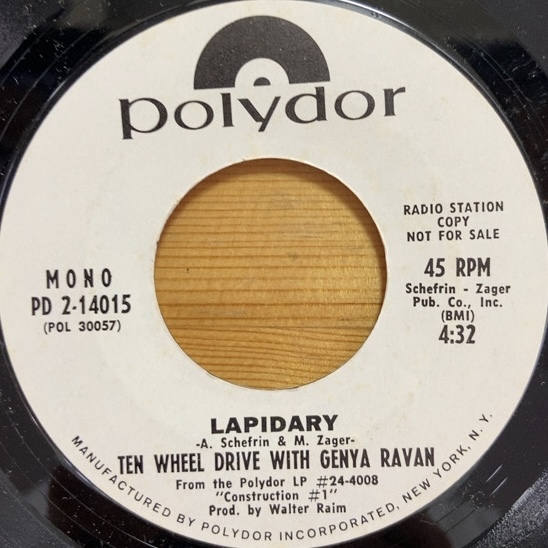 polydor
RADIO STATION
COPY
NOT FOR SALE
MONO
PD 2-14015
(POL 30057)
45 RPM
Schefrin - Zager
Pub. Co., Inc.
(BMI)
4:32
LAPIDARY
-A. Schefrin & M. Zager-
TEN WHEEL DRIVE WITH GENYA RAVAN
From the Polydor LP #24-4008
"Construction #1"
Prod. by Walter Raim
MANUFACTURED BY POLYDOR INCORPORATED, NEW YORK, N. Y.